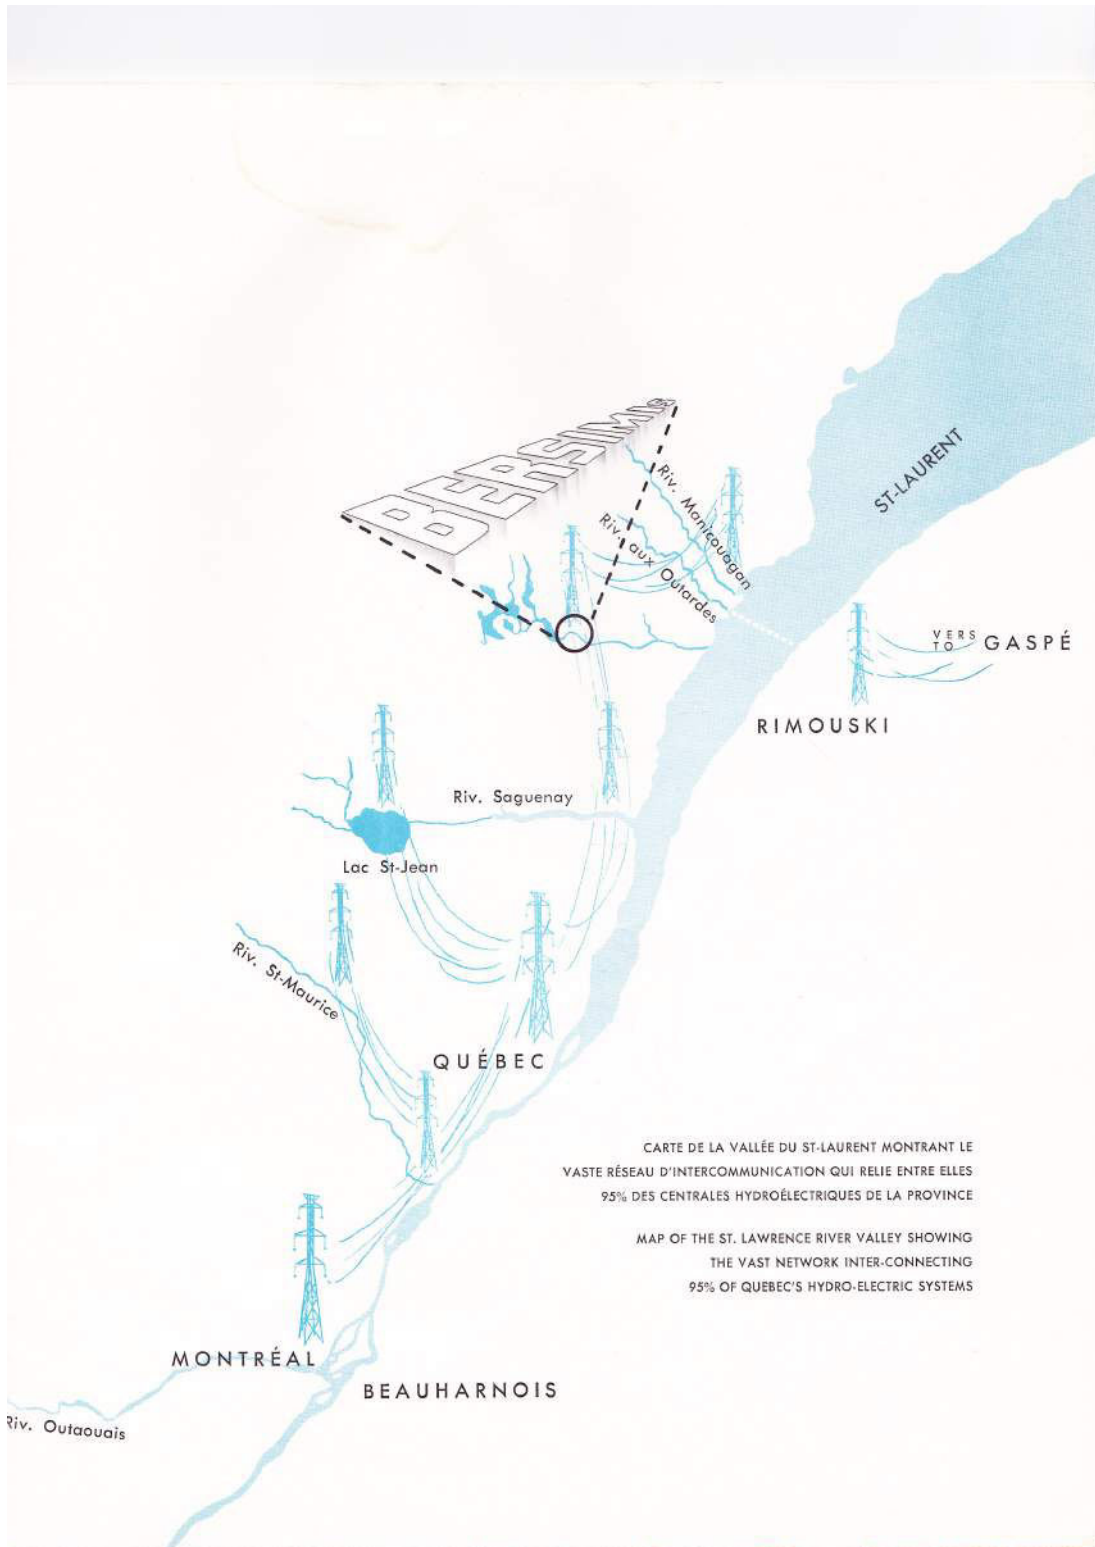 BERSIMIS
Riv. Manicouagan
Riv. aux Outardes
ST-LAURENT
VERS
TO
GASPÉ
RIMOUSKI
Riv. Saguenay
Lac St-Jean
Riv. St-Maurice
QUÉBEC
CARTE DE LA VALLÉE DU ST-LAURENT MONTRANT LE
VASTE RÉSEAU D'INTERCOMMUNICATION QUI RELIE ENTRE ELLES
95% DES CENTRALES HYDROÉLECTRIQUES DE LA PROVINCE
MAP OF THE ST. LAWRENCE RIVER VALLEY SHOWING
THE VAST NETWORK INTER-CONNECTING
95% OF QUEBEC'S HYDRO-ELECTRIC SYSTEMS
MONTRÉAL
BEAUHARNOIS
Riv. Outaouais